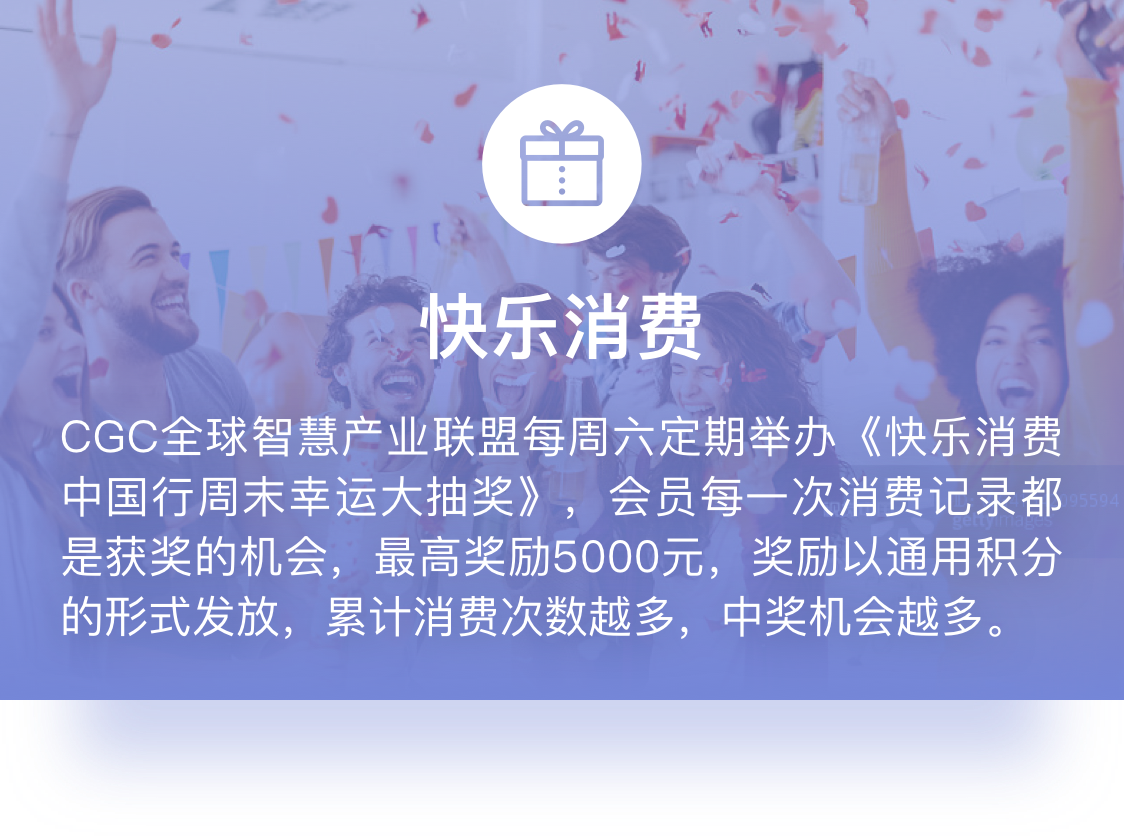 快乐消费
CGC全球智慧产业联盟每周六定期举办《快乐消费
中国行周末幸运大抽奖》，会员每一次消费记录都
是获奖的机会，最高奖励5000元，奖励以通用积分
的形式发放，累计消费次数越多，中奖机会越多。
gettyimages